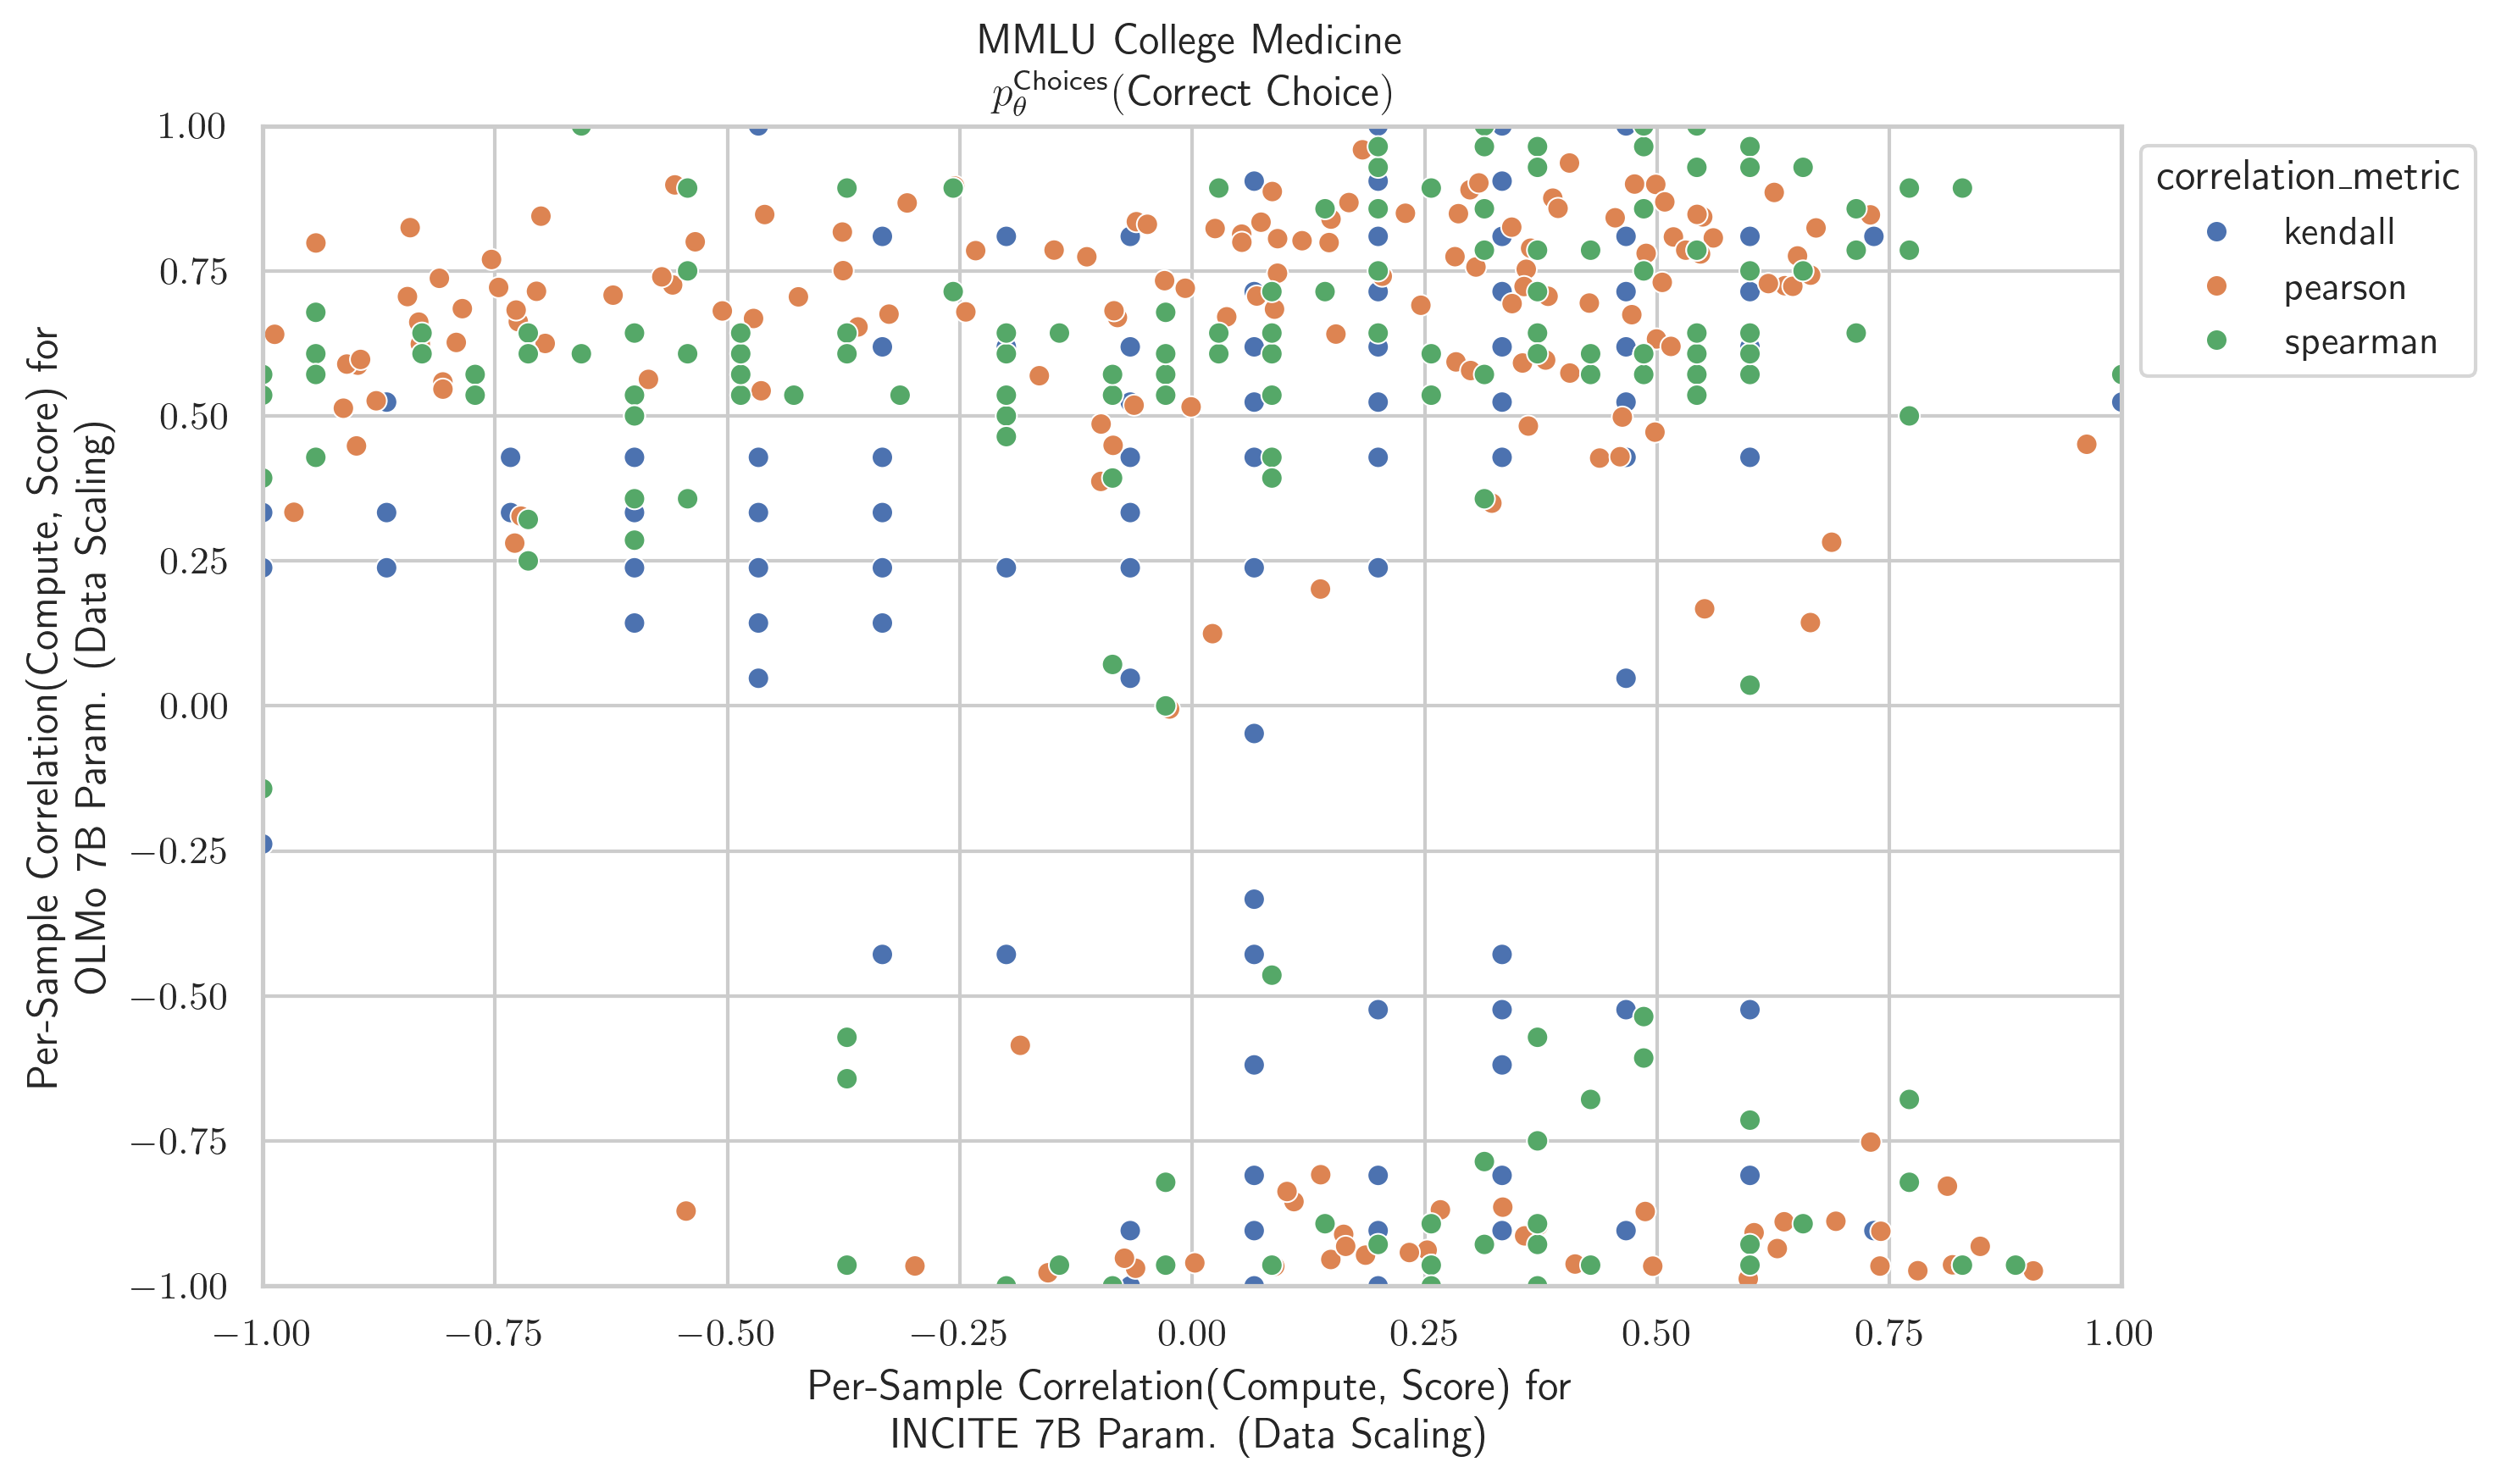 MMLU College Medicine
p_θ^Choices(Correct Choice)
1.00
0.75
0.50
0.25
0.00
−0.25
−0.50
−0.75
−1.00
Per-Sample Correlation(Compute, Score) for
OLMo 7B Param. (Data Scaling)
correlation_metric
kendall
pearson
spearman
−1.00 −0.75 −0.50 −0.25 0.00 0.25 0.50 0.75 1.00
Per-Sample Correlation(Compute, Score) for
INCITE 7B Param. (Data Scaling)